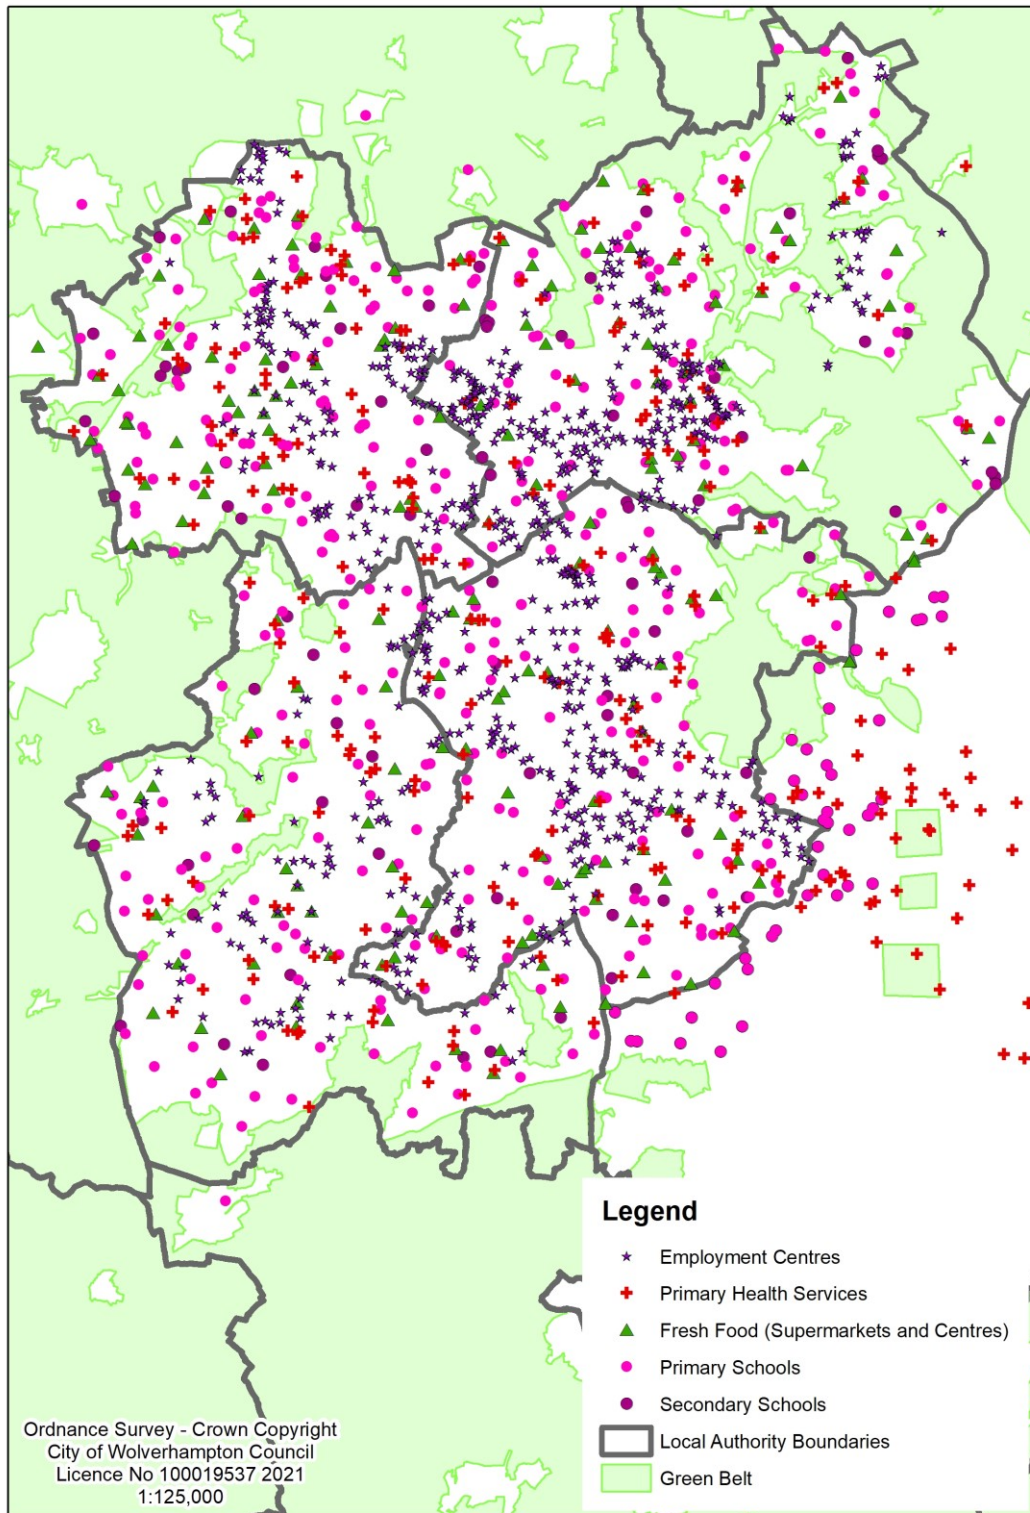 Legend
Employment Centres
Primary Health Services
Fresh Food (Supermarkets and Centres)
Primary Schools
Secondary Schools
Local Authority Boundaries
Green Belt
Ordnance Survey - Crown Copyright
City of Wolverhampton Council
Licence No 100019537 2021
1:125,000